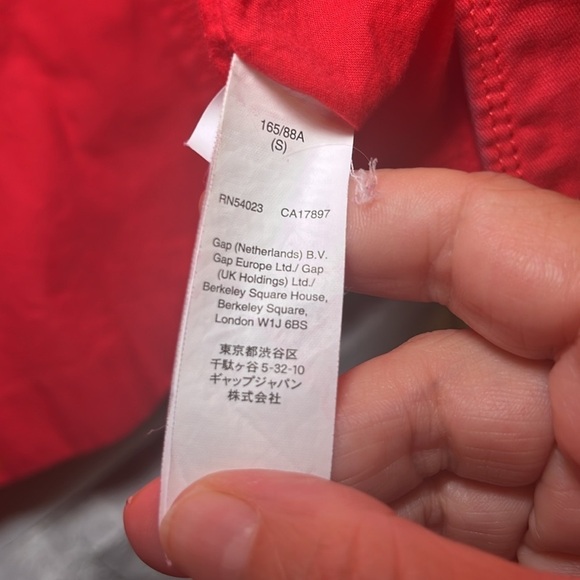 165/88A
(S)
RN54023 CA17897
Gap (Netherlands) B.V.
Gap Europe Ltd./ Gap
(UK Holdings) Ltd./
Berkeley Square House,
Berkeley Square,
London W1J 6BS
東京都渋谷区
千駄ヶ谷 5-32-10
ギャップジャパン
株式会社